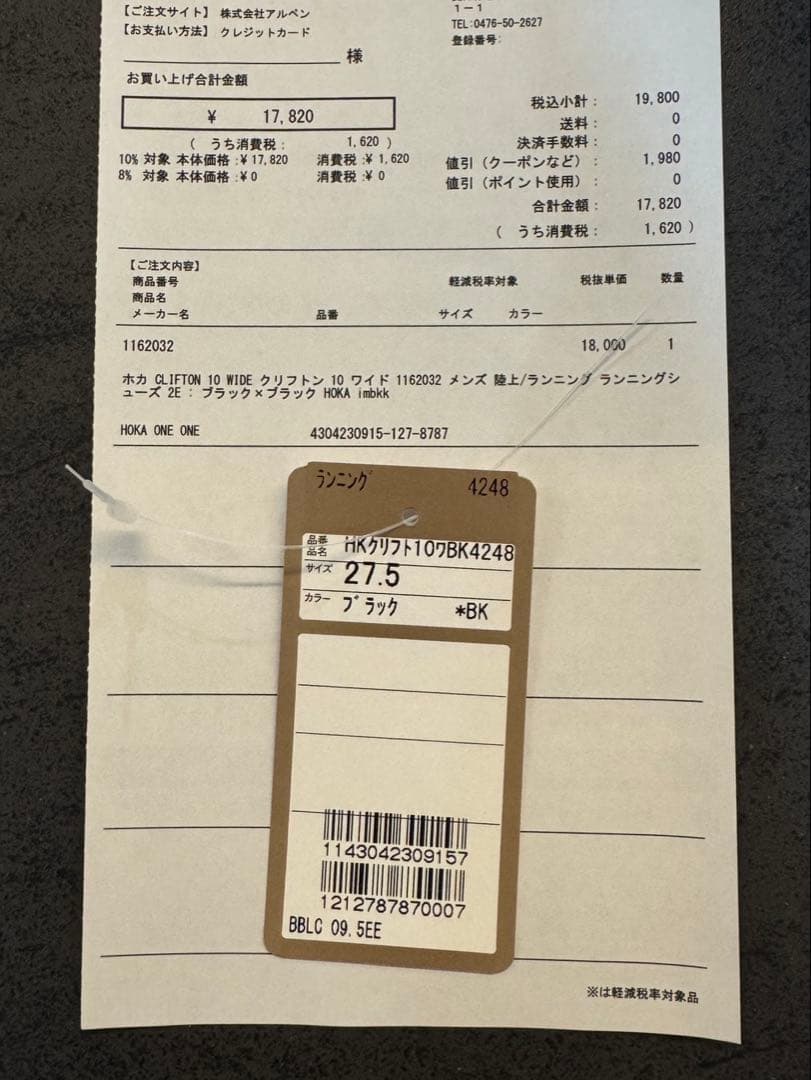 【ご注文サイト】 株式会社アルペン
【お支払い方法】 クレジットカード
1−1
TEL:0476-50-2627
登録番号:
様
お買い上げ合計金額
¥ 17,820
( うち消費税: 1,620 )
10% 対象 本体価格:¥17,820 消費税:¥ 1,620
8% 対象 本体価格:¥0 消費税:¥ 0
税込小計: 19,800
送料: 0
決済手数料: 0
値引(クーポンなど): 1,980
値引(ポイント使用): 0
合計金額: 17,820
( うち消費税: 1,620 )
【ご注文内容】
商品番号 軽減税率対象 税抜単価 数量
商品名
メーカー名 品番 サイズ カラー
1162032 18,000 1
ホカ CLIFTON 10 WIDE クリフトン 10 ワイド 1162032 メンズ 陸上/ランニング ランニングシ
ューズ 2E : ブラック×ブラック HOKA imbkk
HOKA ONE ONE 4304230915-127-8787
ランニング 4248
品番
品名 HKクリフト10ワBK4248
サイズ 27.5
カラー ブラック *BK
1143042309157
1212787870007
BBLC 09.5EE
※は軽減税率対象品